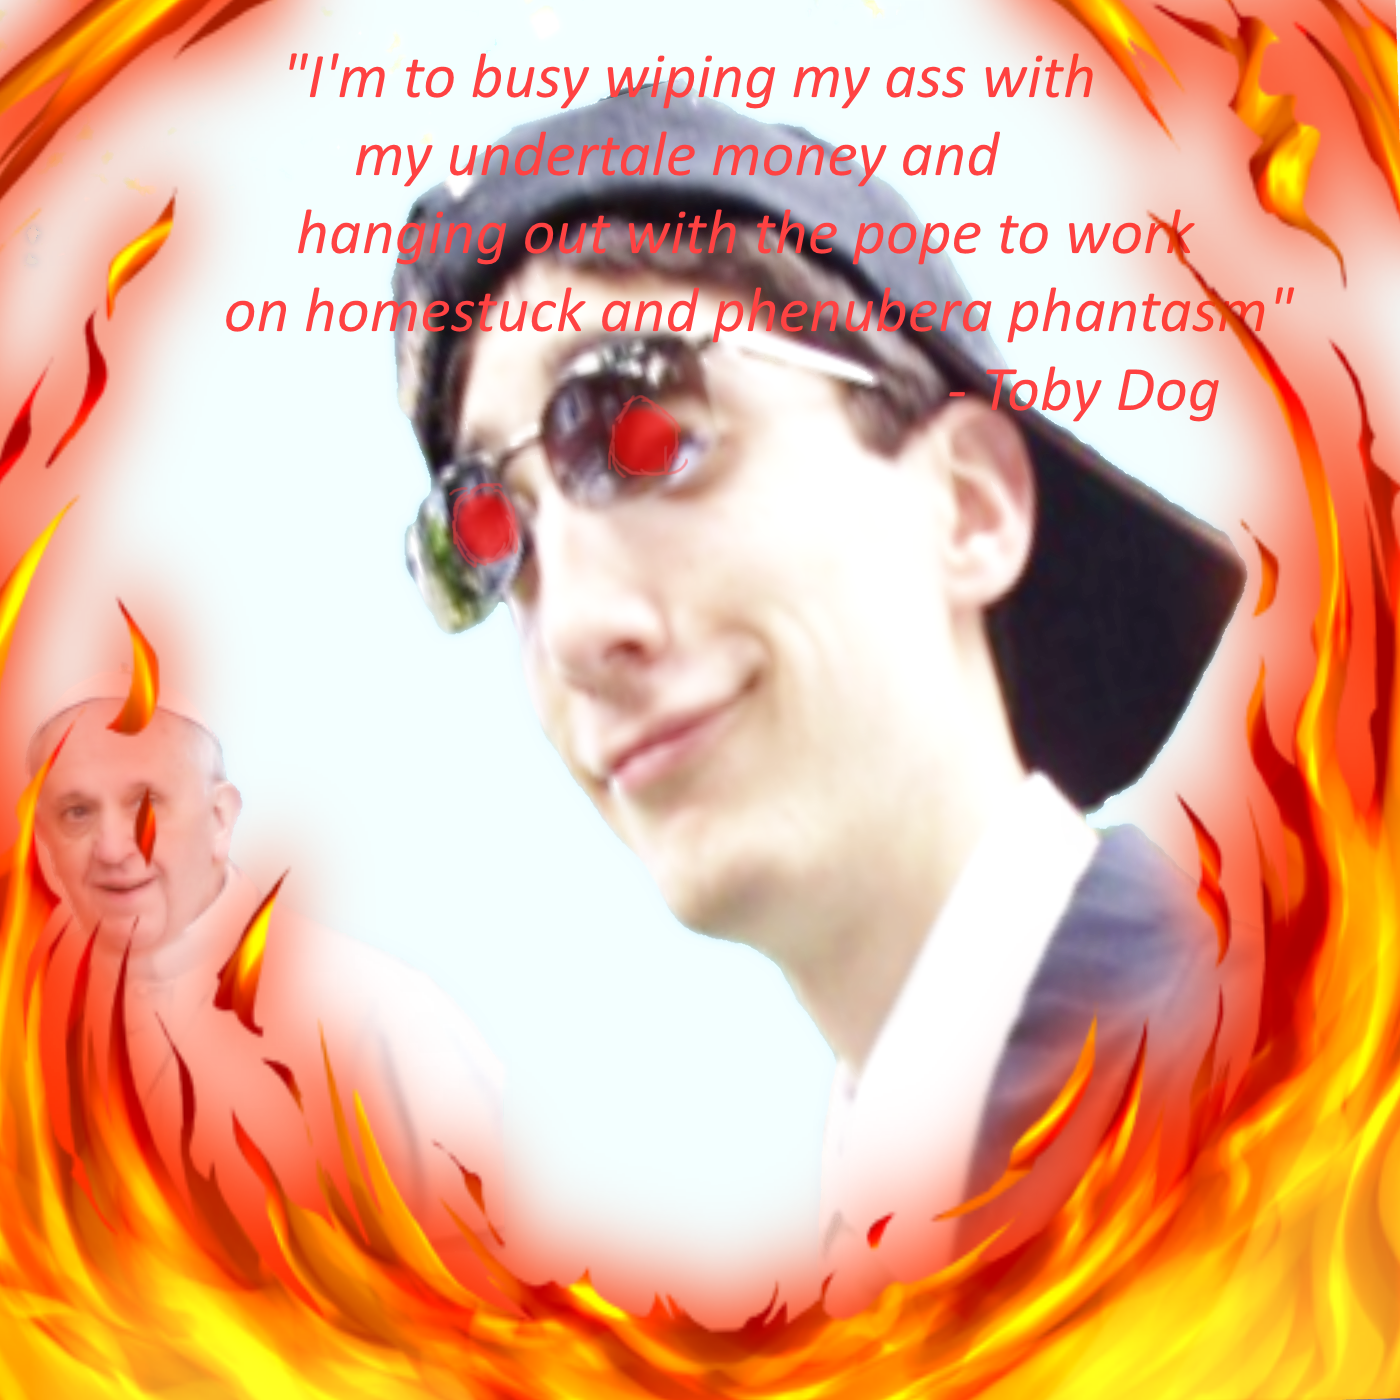 "I'm to busy wiping my ass with
my undertale money and
hanging out with the pope to work
on homestuck and phenubera phantasm"
- Toby Dog